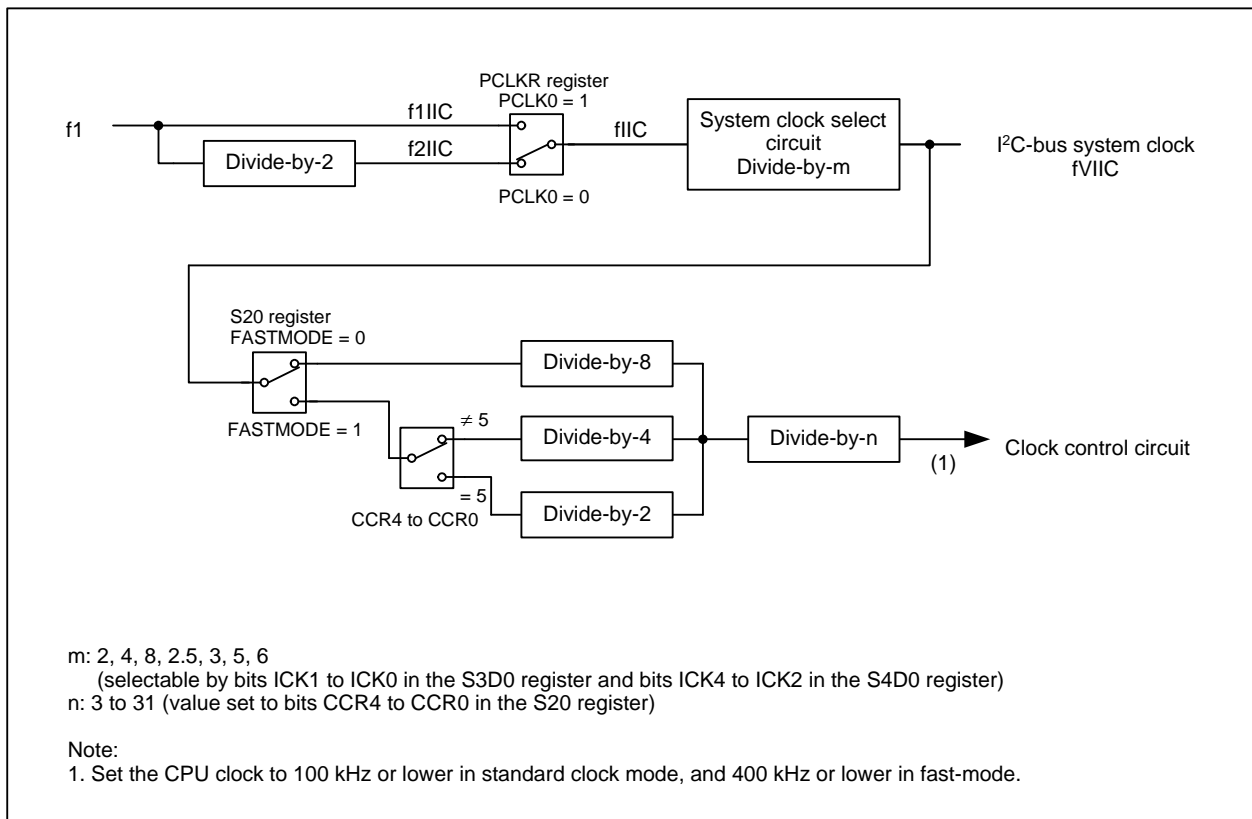 PCLKR register
PCLK0 = 1
f1
f1IIC
Divide-by-2
f2IIC
PCLK0 = 0
fIIC
System clock select
circuit
Divide-by-m
I²C-bus system clock
fVIIC
S20 register
FASTMODE = 0
FASTMODE = 1
≠ 5
= 5
CCR4 to CCR0
Divide-by-8
Divide-by-4
Divide-by-2
Divide-by-n
(1)
Clock control circuit
m: 2, 4, 8, 2.5, 3, 5, 6
(selectable by bits ICK1 to ICK0 in the S3D0 register and bits ICK4 to ICK2 in the S4D0 register)
n: 3 to 31 (value set to bits CCR4 to CCR0 in the S20 register)
Note:
1. Set the CPU clock to 100 kHz or lower in standard clock mode, and 400 kHz or lower in fast-mode.